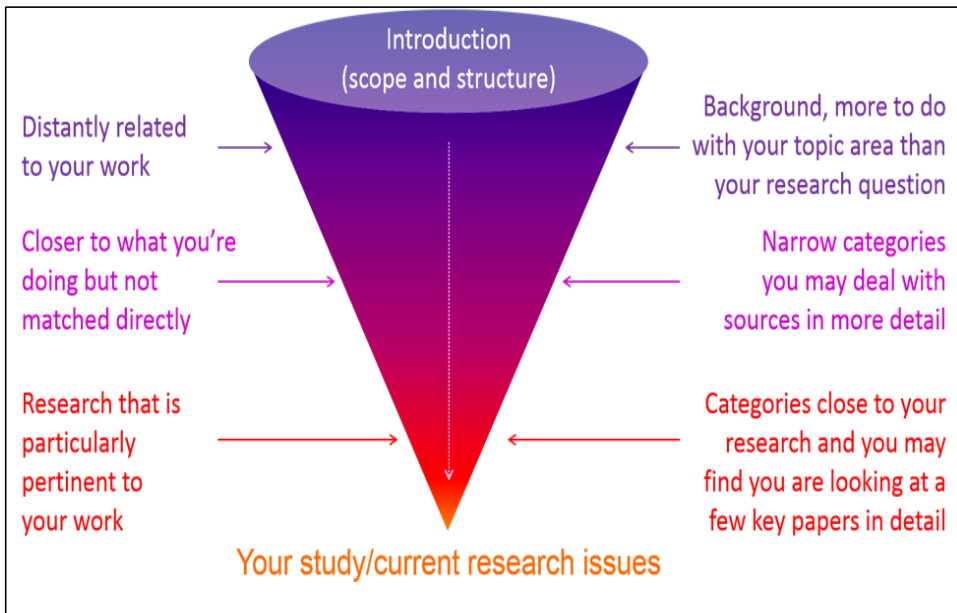 Introduction
(scope and structure)
Distantly related
to your work
Background, more to do
with your topic area than
your research question
Closer to what you’re
doing but not
matched directly
Narrow categories
you may deal with
sources in more detail
Research that is
particularly
pertinent to
your work
Categories close to your
research and you may
find you are looking at a
few key papers in detail
Your study/current research issues